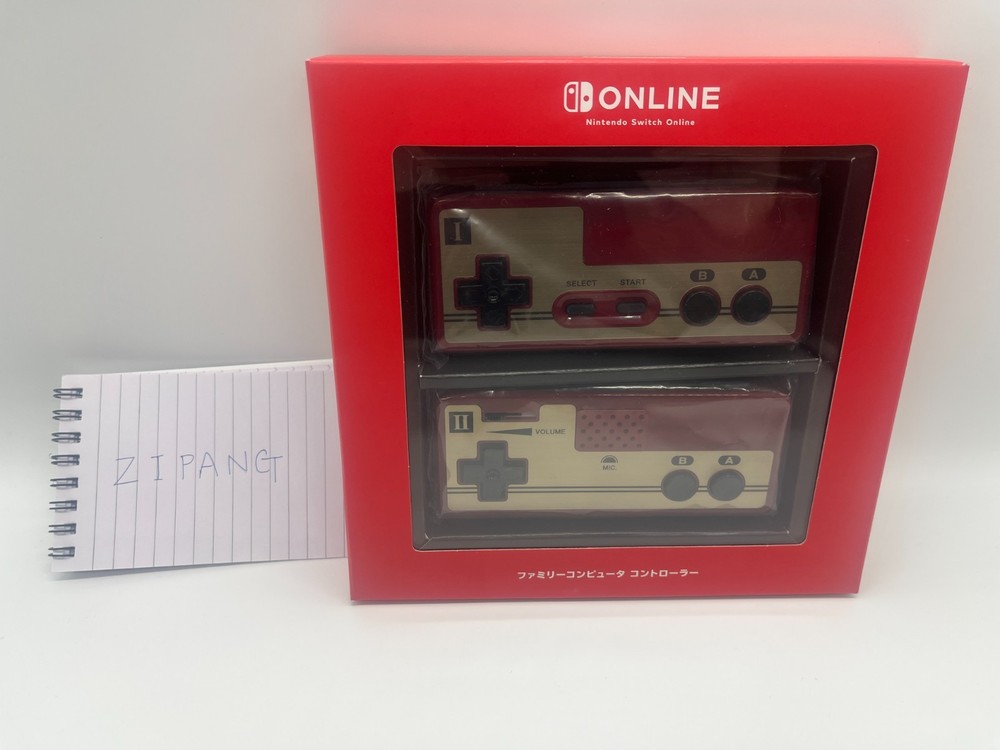 ONLINE
Nintendo Switch Online
I
SELECT START
B A
II
VOLUME
MIC.
B A
ZIPANG
ファミリーコンピュータ コントローラー